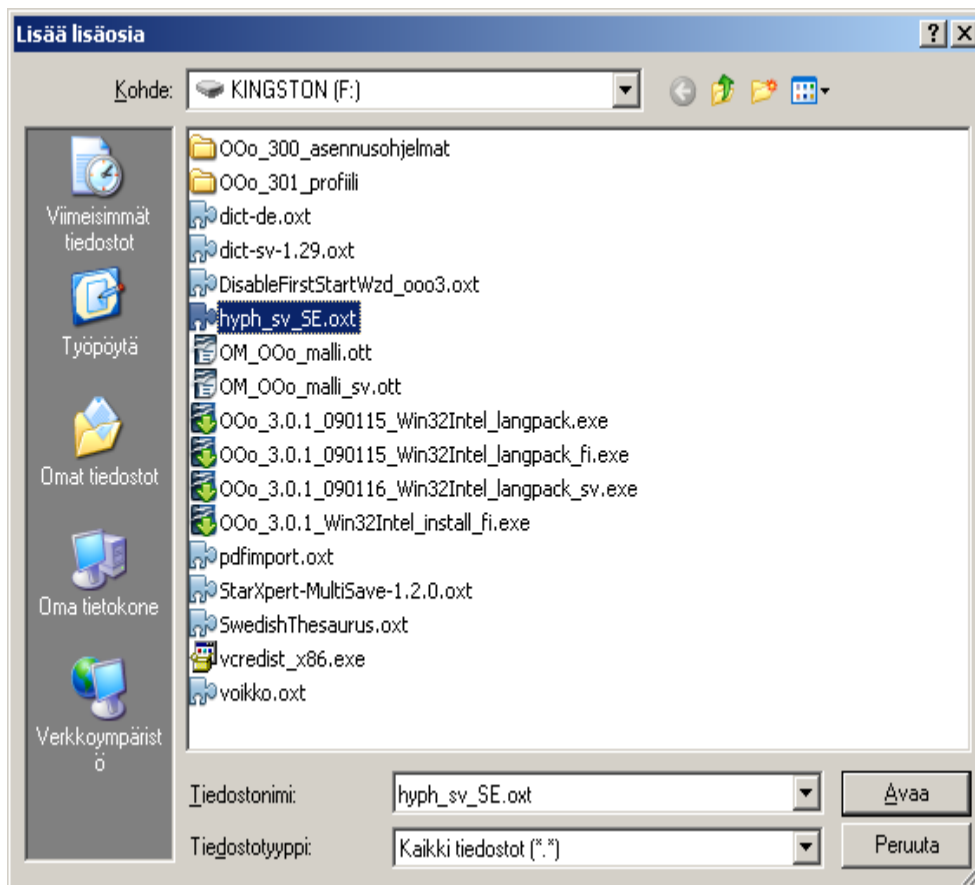 Lisää lisäosia
Kohde:
KINGSTON (F:)
Viimeisimmät
tiedostot
Työpöytä
Omat tiedostot
Oma tietokone
Verkkoympärist
ö
OOo_300_asennusohjelmat
OOo_301_profiili
dict-de.oxt
dict-sv-1.29.oxt
DisableFirstStartWzd_ooo3.oxt
hyph_sv_SE.oxt
OM_OOo_malli.ott
OM_OOo_malli_sv.ott
OOo_3.0.1_090115_Win32Intel_langpack.exe
OOo_3.0.1_090115_Win32Intel_langpack_fi.exe
OOo_3.0.1_090116_Win32Intel_langpack_sv.exe
OOo_3.0.1_Win32Intel_install_fi.exe
pdfimport.oxt
StarXpert-MultiSave-1.2.0.oxt
SwedishThesaurus.oxt
vcredist_x86.exe
voikko.oxt
Tiedostonimi:
hyph_sv_SE.oxt
Avaa
Tiedostotyyppi:
Kaikki tiedostot (*.*)
Peruuta